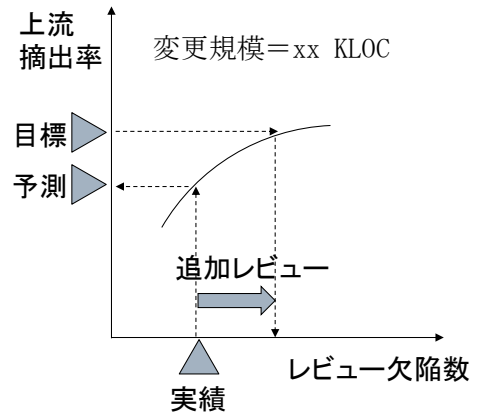 上流
摘出率
変更規模＝xx KLOC
目標
予測
追加レビュー
レビュー欠陥数
実績